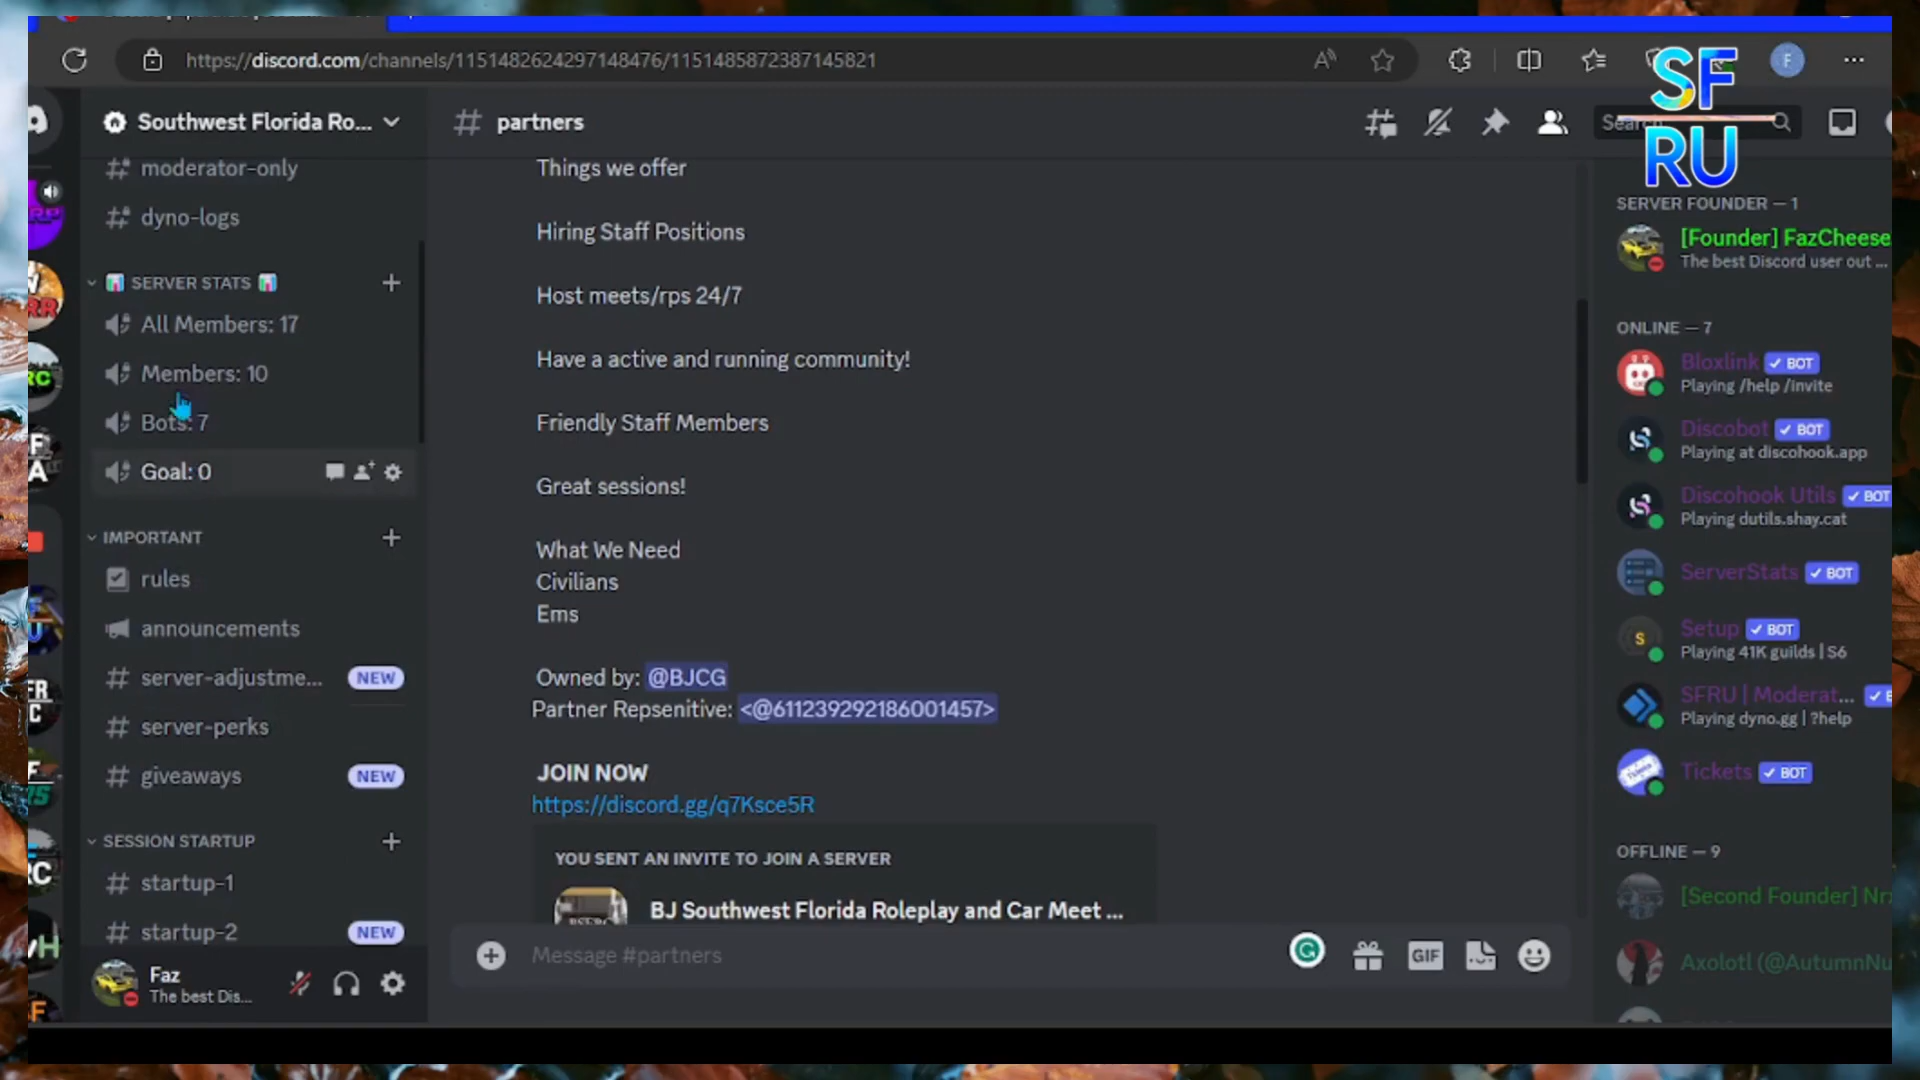 https://discord.com/channels/1151482624297148476/1151485872387145821
F
SF
RU
Southwest Florida Ro...
partners
Search
moderator-only
dyno-logs
SERVER STATS
All Members: 17
Members: 10
Bots: 7
Goal: 0
IMPORTANT
rules
announcements
server-adjustme... NEW
server-perks
giveaways NEW
SESSION STARTUP
startup-1
startup-2 NEW
Faz
The best Dis...
Things we offer
Hiring Staff Positions
Host meets/rps 24/7
Have a active and running community!
Friendly Staff Members
Great sessions!
What We Need
Civilians
Ems
Owned by: @BJCG
Partner Repsenitive: <@611239292186001457>
JOIN NOW
https://discord.gg/q7Ksce5R
YOU SENT AN INVITE TO JOIN A SERVER
BJ Southwest Florida Roleplay and Car Meet ...
Message #partners
GIF
SERVER FOUNDER — 1
[Founder] FazCheese
The best Discord user out ...
ONLINE — 7
Bloxlink BOT
Playing /help /invite
Discobot BOT
Playing at discohook.app
Discohook Utils BOT
Playing dutils.shay.cat
ServerStats BOT
Setup BOT
Playing 41K guilds | S6
SFRU | Moderat...
Playing dyno.gg | ?help
Tickets BOT
OFFLINE — 9
[Second Founder] Nr
Axolotl (@AutumnNu